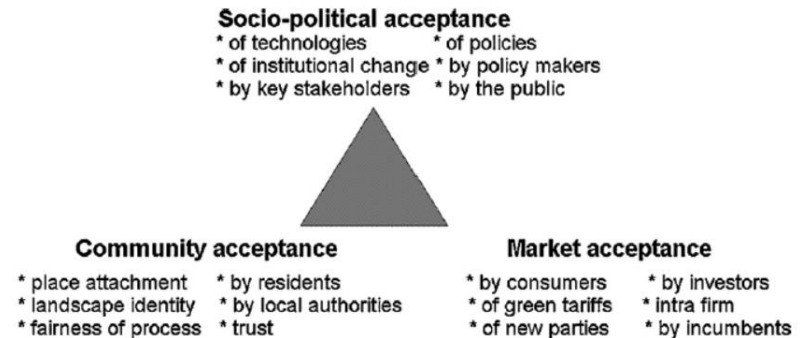 Socio-political acceptance
* of technologies * of policies
* of institutional change * by policy makers
* by key stakeholders * by the public
Community acceptance
* place attachment * by residents
* landscape identity * by local authorities
* fairness of process * trust
Market acceptance
* by consumers * by investors
* of green tariffs * intra firm
* of new parties * by incumbents